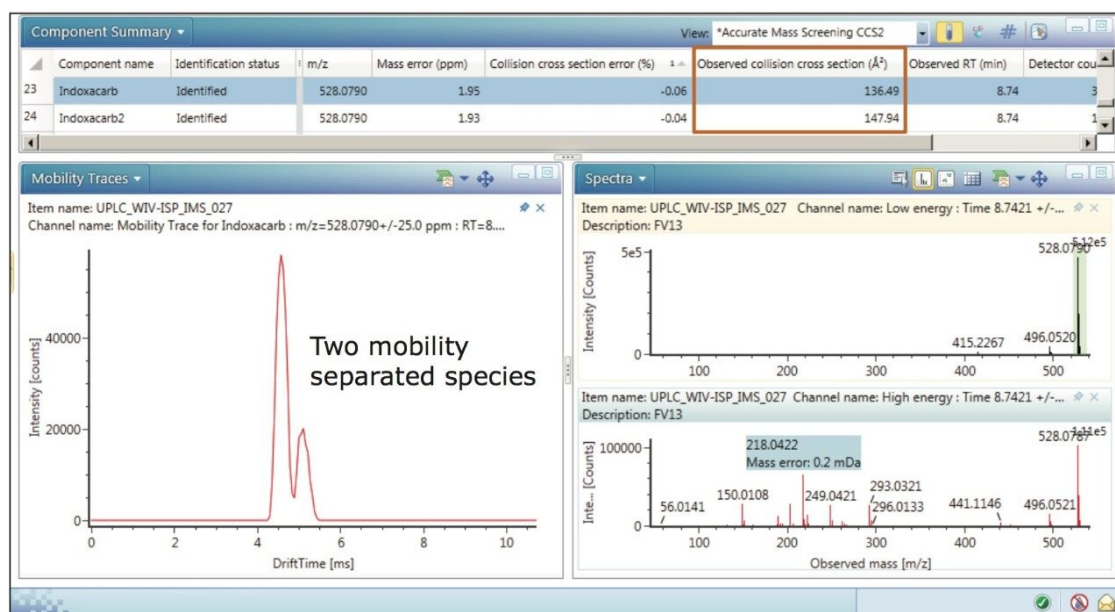 Component Summary
View: *Accurate Mass Screening CCS2
Component name Identification status m/z Mass error (ppm) Collision cross section error (%) 1 Observed collision cross section (Å²) Observed RT (min) Detector cou
23 Indoxacarb Identified 528.0790 1.95 -0.06 136.49 8.74 3
24 Indoxacarb2 Identified 528.0790 1.93 -0.04 147.94 8.74 1
Mobility Traces
Item name: UPLC_WIV-ISP_IMS_027
Channel name: Mobility Trace for Indoxacarb : m/z=528.0790+/-25.0 ppm : RT=8....
Intensity [counts]
40000
20000
0
Two mobility
separated species
0 2 4 6 8 10
DriftTime [ms]
Spectra
Item name: UPLC_WIV-ISP_IMS_027 Channel name: Low energy : Time 8.7421 +/-...
Description: FV13
Intensity [Counts]
5e5
0
5.12e5
528.0790
415.2267
496.0520
100 200 300 400 500
Item name: UPLC_WIV-ISP_IMS_027 Channel name: High energy : Time 8.7421 +/-...
Description: FV13
Inte... [Counts]
100000
0
1.11e5
528.0787
218.0422
Mass error: 0.2 mDa
56.0141
150.0108
249.0421
293.0321
296.0133
441.1146
496.0521
100 200 300 400 500
Observed mass [m/z]